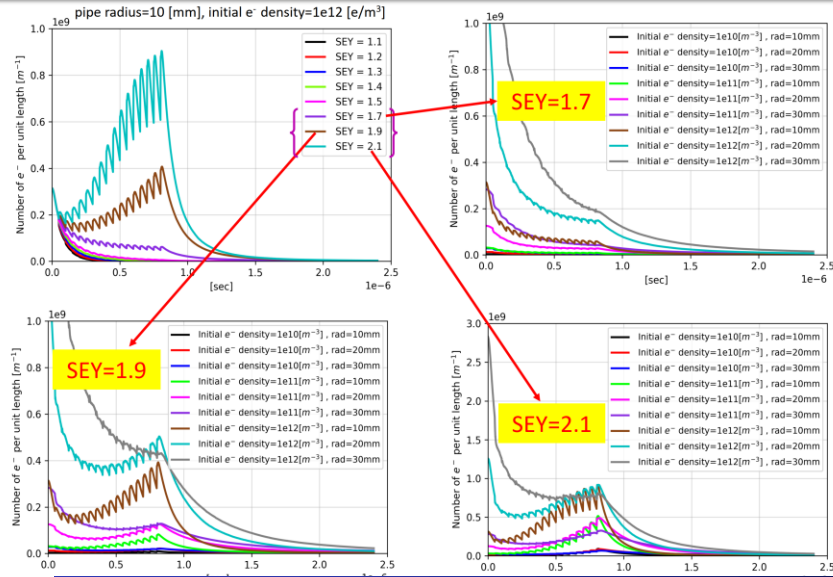 pipe radius=10 [mm], initial e⁻ density=1e12 [e/m³]
1e9
1.0
0.8
0.6
0.4
0.2
0.0
Number of e⁻ per unit length [m⁻¹]
SEY = 1.1
SEY = 1.2
SEY = 1.3
SEY = 1.4
SEY = 1.5
SEY = 1.7
SEY = 1.9
SEY = 2.1
0.0 0.5 1.0 1.5 2.0 2.5
[sec]
1e−6
1e9
1.0
0.8
0.6
0.4
0.2
0.0
Number of e⁻ per unit length [m⁻¹]
SEY=1.7
Initial e⁻ density=1e10[m⁻³] , rad=10mm
Initial e⁻ density=1e10[m⁻³] , rad=20mm
Initial e⁻ density=1e10[m⁻³] , rad=30mm
Initial e⁻ density=1e11[m⁻³] , rad=10mm
Initial e⁻ density=1e11[m⁻³] , rad=20mm
Initial e⁻ density=1e11[m⁻³] , rad=30mm
Initial e⁻ density=1e12[m⁻³] , rad=10mm
Initial e⁻ density=1e12[m⁻³] , rad=20mm
Initial e⁻ density=1e12[m⁻³] , rad=30mm
0.0 0.5 1.0 1.5 2.0 2.5
[sec]
1e−6
1e9
1.0
0.8
0.6
0.4
0.2
0.0
Number of e⁻ per unit length [m⁻¹]
SEY=1.9
Initial e⁻ density=1e10[m⁻³] , rad=10mm
Initial e⁻ density=1e10[m⁻³] , rad=20mm
Initial e⁻ density=1e10[m⁻³] , rad=30mm
Initial e⁻ density=1e11[m⁻³] , rad=10mm
Initial e⁻ density=1e11[m⁻³] , rad=20mm
Initial e⁻ density=1e11[m⁻³] , rad=30mm
Initial e⁻ density=1e12[m⁻³] , rad=10mm
Initial e⁻ density=1e12[m⁻³] , rad=20mm
Initial e⁻ density=1e12[m⁻³] , rad=30mm
0.0 0.5 1.0 1.5 2.0 2.5
1e9
3.0
2.5
2.0
1.5
1.0
0.5
0.0
Number of e⁻ per unit length [m⁻¹]
SEY=2.1
Initial e⁻ density=1e10[m⁻³] , rad=10mm
Initial e⁻ density=1e10[m⁻³] , rad=20mm
Initial e⁻ density=1e10[m⁻³] , rad=30mm
Initial e⁻ density=1e11[m⁻³] , rad=10mm
Initial e⁻ density=1e11[m⁻³] , rad=20mm
Initial e⁻ density=1e11[m⁻³] , rad=30mm
Initial e⁻ density=1e12[m⁻³] , rad=10mm
Initial e⁻ density=1e12[m⁻³] , rad=20mm
Initial e⁻ density=1e12[m⁻³] , rad=30mm
0.0 0.5 1.0 1.5 2.0 2.5